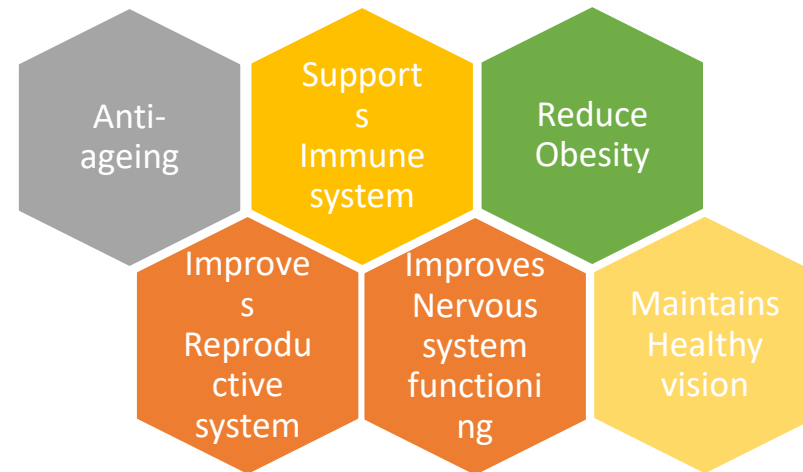 Anti-
ageing
Support
s
Immune
system
Reduce
Obesity
Improve
s
Reprodu
ctive
system
Improves
Nervous
system
functioni
ng
Maintains
Healthy
vision